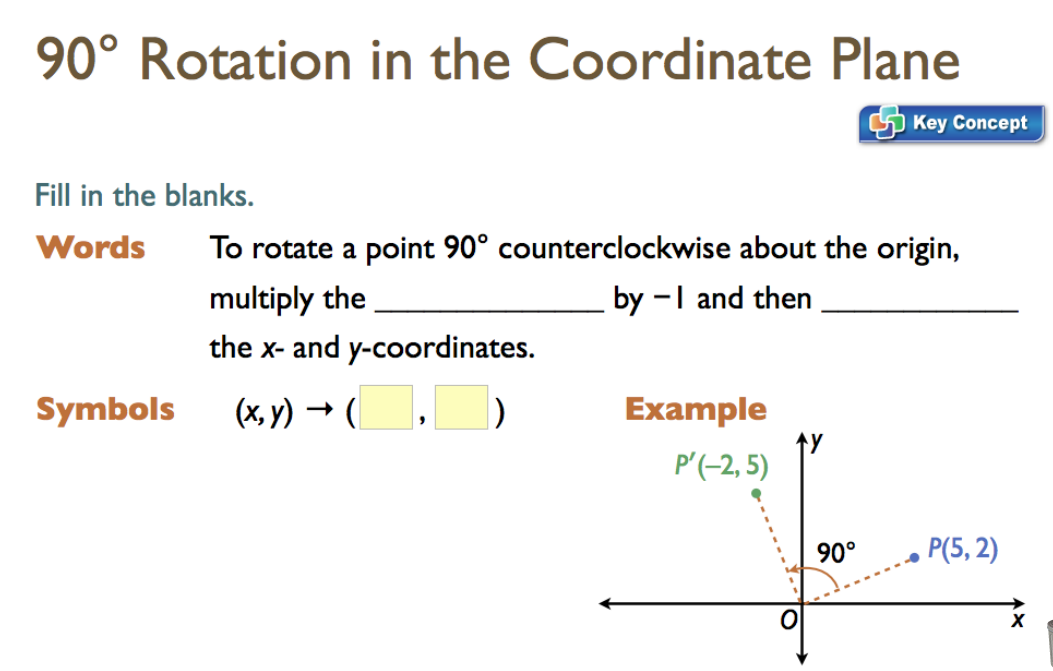 90° Rotation in the Coordinate Plane
Key Concept
Fill in the blanks.
Words To rotate a point 90° counterclockwise about the origin,
multiply the ______________ by −1 and then ____________
the x- and y-coordinates.
Symbols (x, y) → ( , )
Example
y
P′(–2, 5)
90°
P(5, 2)
O
x